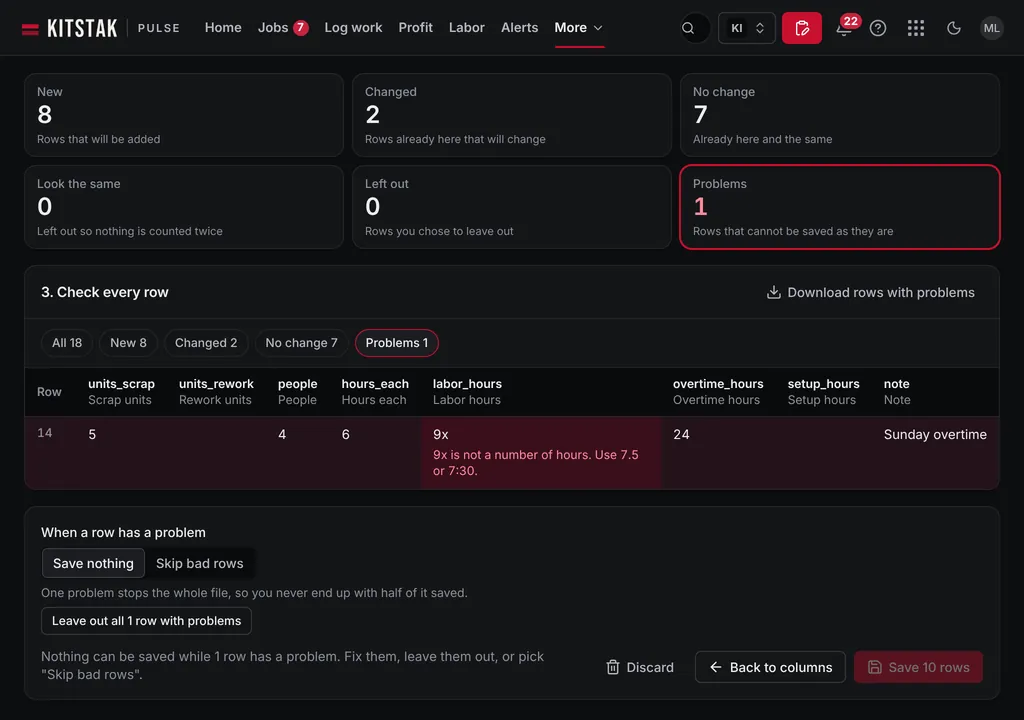 KITSTAK PULSE Home Jobs 7 Log work Profit Labor Alerts More KI 22 ML
New
8
Rows that will be added
Changed
2
Rows already here that will change
No change
7
Already here and the same
Look the same
0
Left out so nothing is counted twice
Left out
0
Rows you chose to leave out
Problems
1
Rows that cannot be saved as they are
3. Check every row
Download rows with problems
All 18 New 8 Changed 2 No change 7 Problems 1
Row units_scrap units_rework people hours_each labor_hours overtime_hours setup_hours note
Scrap units Rework units People Hours each Labor hours Overtime hours Setup hours Note
14 5 4 6 9x 24 Sunday overtime
9x is not a number of hours. Use 7.5
or 7:30.
When a row has a problem
Save nothing Skip bad rows
One problem stops the whole file, so you never end up with half of it saved.
Leave out all 1 row with problems
Nothing can be saved while 1 row has a problem. Fix them, leave them out, or pick
"Skip bad rows".
Discard Back to columns Save 10 rows